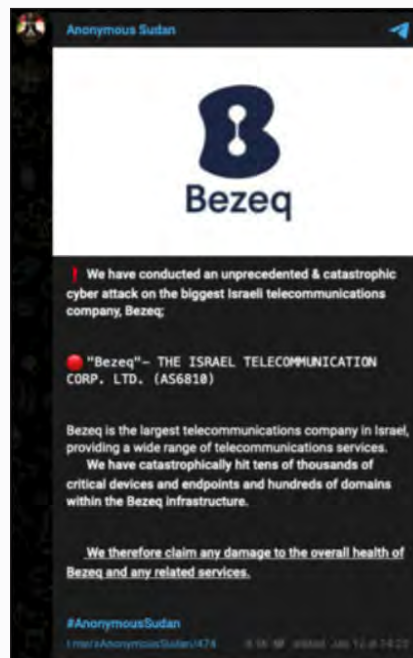 Anonymous Sudan
Bezeq
❗ We have conducted an unprecedented & catastrophic
cyber attack on the biggest Israeli telecommunications
company, Bezeq;
🔴 "Bezeq"– THE ISRAEL TELECOMMUNICATION
CORP. LTD. (AS6810)
Bezeq is the largest telecommunications company in Israel,
providing a wide range of telecommunications services.
We have catastrophically hit tens of thousands of
critical devices and endpoints and hundreds of domains
within the Bezeq infrastructure.
We therefore claim any damage to the overall health of
Bezeq and any related services.
#AnonymousSudan